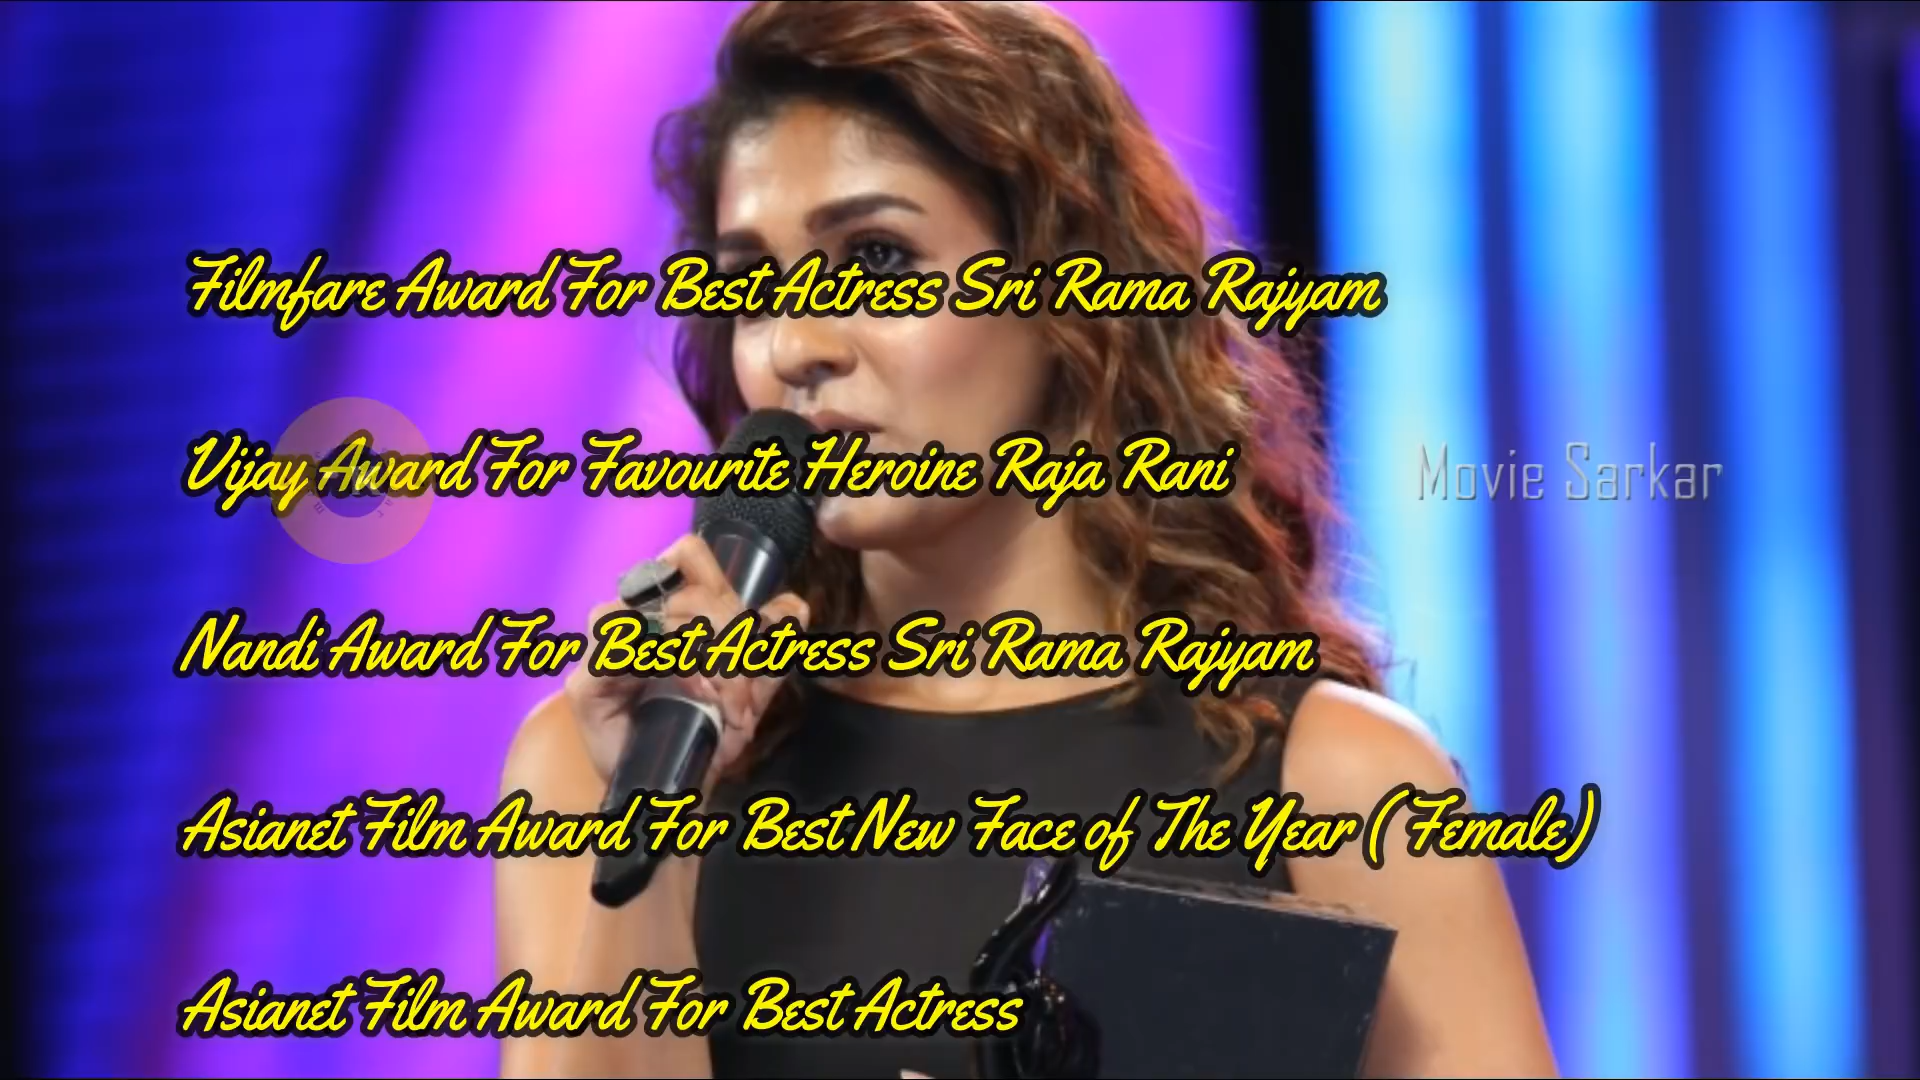 Filmfare Award For Best Actress Sri Rama Rajyam
Vijay Award For Favourite Heroine Raja Rani
Movie Sarkar
Nandi Award For Best Actress Sri Rama Rajyam
Asianet Film Award For Best New Face of The Year ( Female)
Asianet Film Award For Best Actress